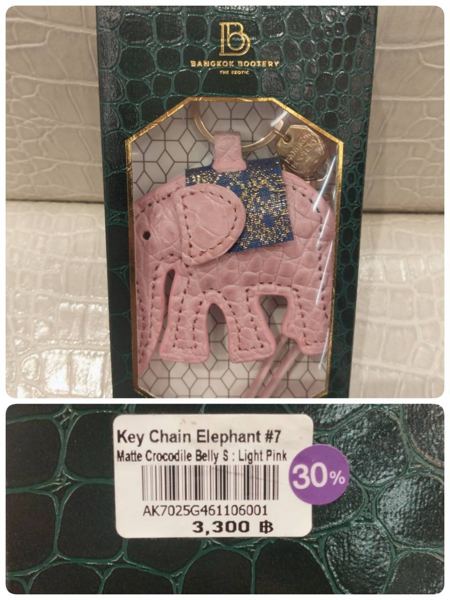 B
BANGKOK BOOTERY
THE EXOTIC
Key Chain Elephant #7
Matte Crocodile Belly S : Light Pink
30%
AK7025G461106001
3,300 ฿